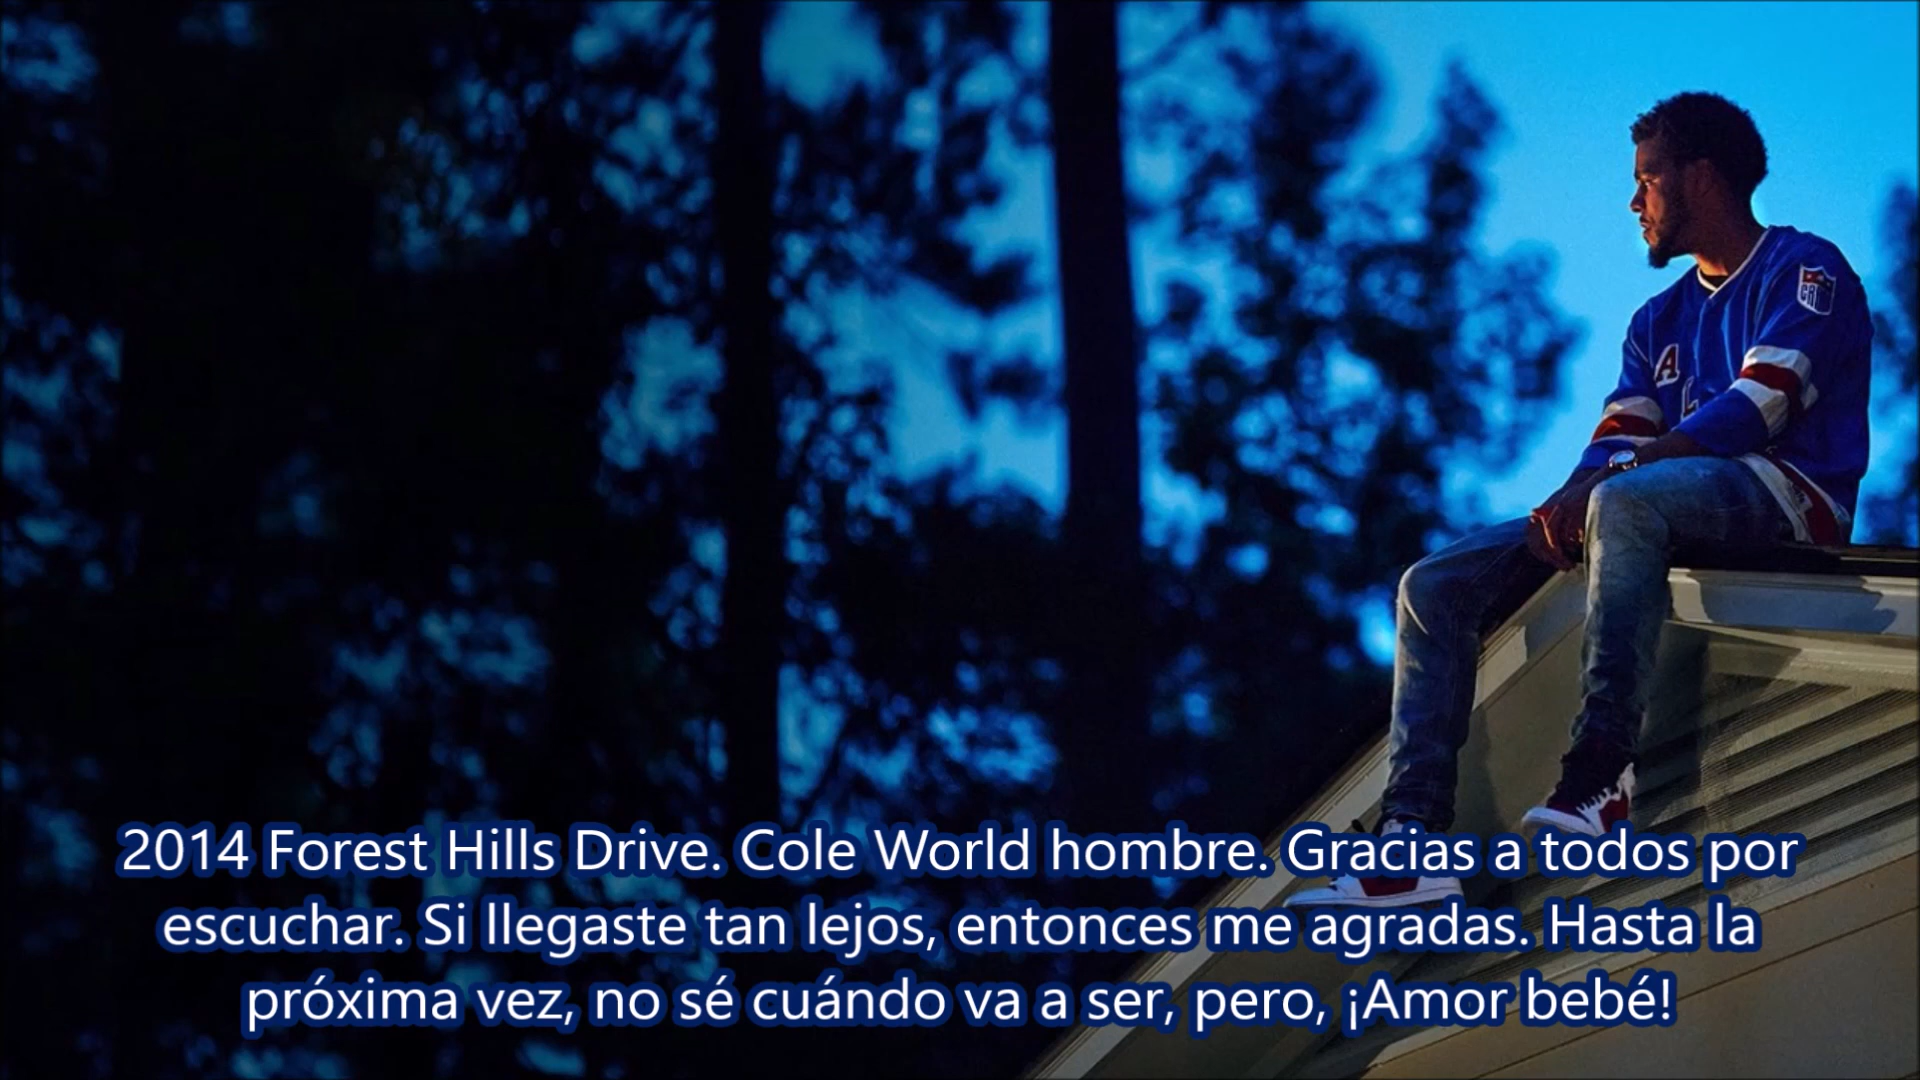 2014 Forest Hills Drive. Cole World hombre. Gracias a todos por
escuchar. Si llegaste tan lejos, entonces me agradas. Hasta la
próxima vez, no sé cuándo va a ser, pero, ¡Amor bebé!
A